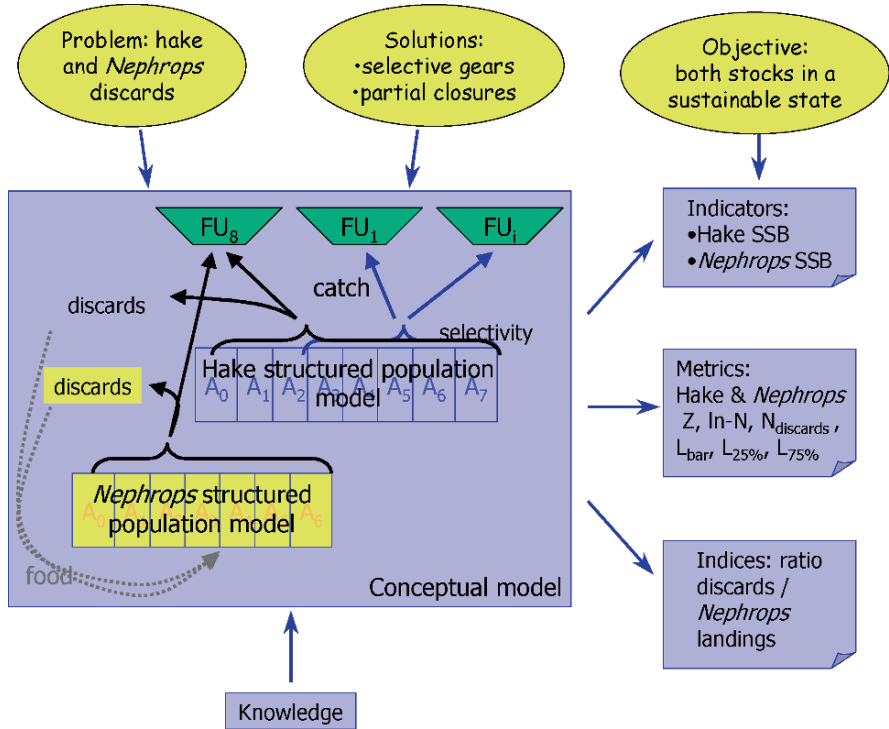 Problem: hake
and Nephrops
discards
Solutions:
•selective gears
•partial closures
Objective:
both stocks in a
sustainable state
FU8
FU1
FUi
Indicators:
•Hake SSB
•Nephrops SSB
catch
discards
selectivity
Hake structured population
model
A0 A1 A2 A3 A4 A5 A6 A7
discards
Metrics:
Hake & Nephrops
Z, ln-N, Ndiscards ,
Lbar, L25%, L75%
Nephrops structured
population model
A0 A6
food
Conceptual model
Indices: ratio
discards /
Nephrops
landings
Knowledge